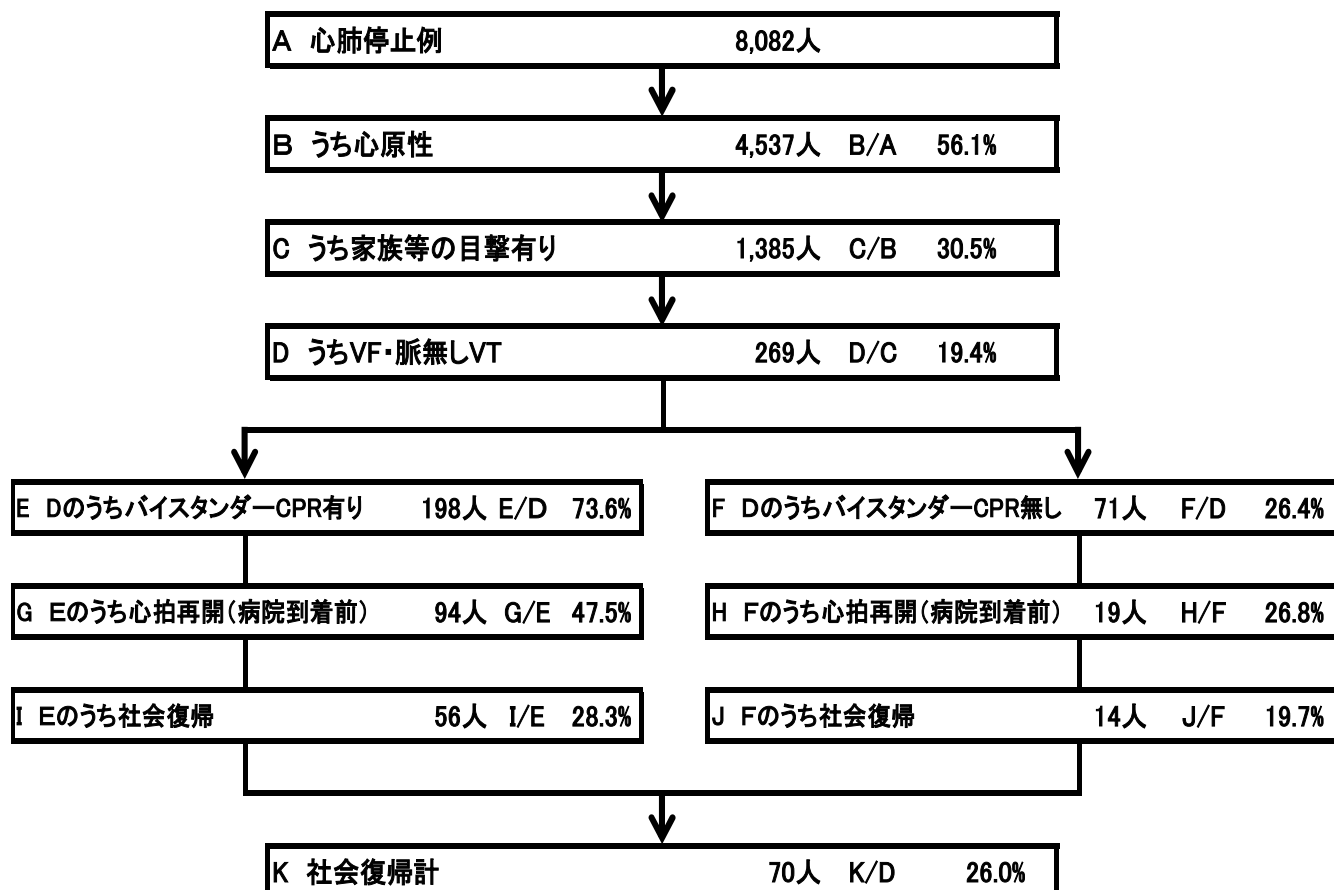 A 心肺停止例 8,082人
B うち心原性 4,537人 B/A 56.1%
C うち家族等の目撃有り 1,385人 C/B 30.5%
D うちVF・脈無しVT 269人 D/C 19.4%
E DのうちバイスタンダーCPR有り 198人 E/D 73.6%
F DのうちバイスタンダーCPR無し 71人 F/D 26.4%
G Eのうち心拍再開(病院到着前) 94人 G/E 47.5%
H Fのうち心拍再開(病院到着前) 19人 H/F 26.8%
I Eのうち社会復帰 56人 I/E 28.3%
J Fのうち社会復帰 14人 J/F 19.7%
K 社会復帰計 70人 K/D 26.0%